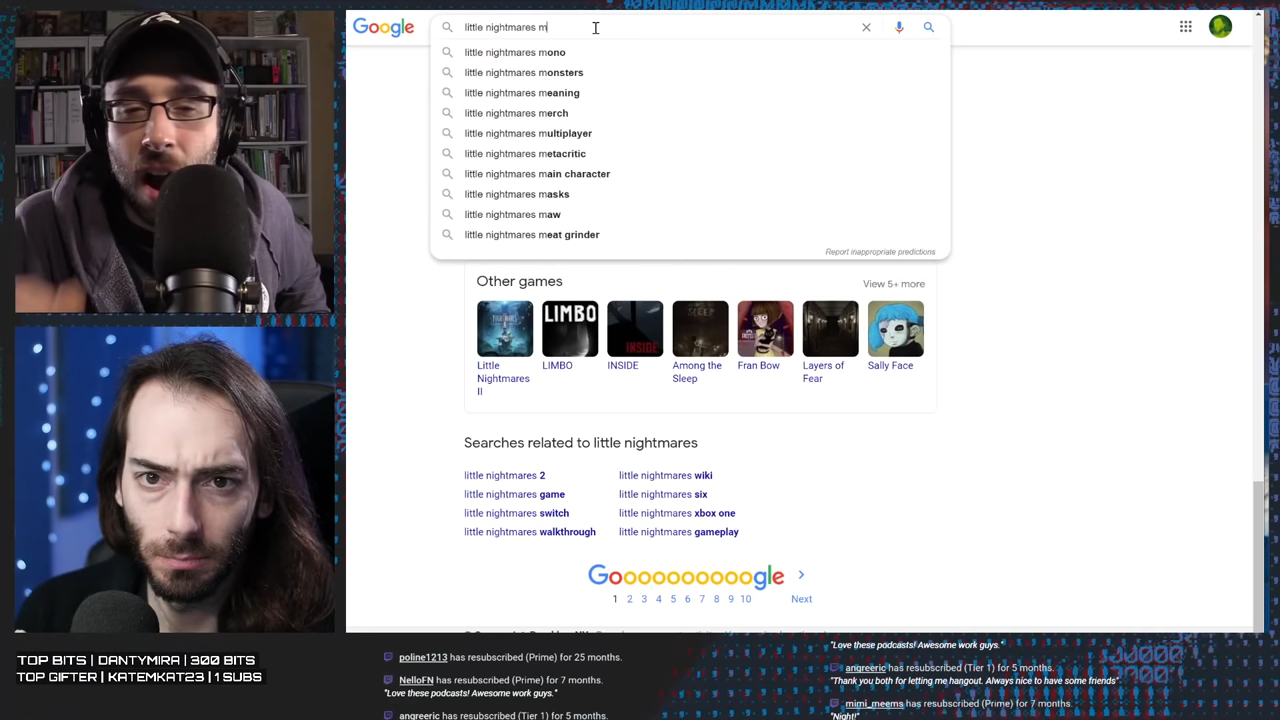 Google
little nightmares m
little nightmares mono
little nightmares monsters
little nightmares meaning
little nightmares merch
little nightmares multiplayer
little nightmares metacritic
little nightmares main character
little nightmares masks
little nightmares maw
little nightmares meat grinder
Report inappropriate predictions
Other games
View 5+ more
LIMBO
INSIDE
SLEEP
Little Nightmares II
LIMBO
INSIDE
Among the Sleep
Fran Bow
Layers of Fear
Sally Face
Searches related to little nightmares
little nightmares 2
little nightmares wiki
little nightmares game
little nightmares six
little nightmares switch
little nightmares xbox one
little nightmares walkthrough
little nightmares gameplay
Goooooooooogle
1 2 3 4 5 6 7 8 9 10 Next
TOP BITS | DANTYMIRA | 300 BITS
TOP GIFTER | KATEMKAT23 | 1 SUBS
poline1213 has resubscribed (Prime) for 25 months.
NelloFN has resubscribed (Prime) for 7 months.
"Love these podcasts! Awesome work guys."
angreeric has resubscribed (Tier 1) for 5 months.
"Love these podcasts! Awesome work guys."
angreeric has resubscribed (Tier 1) for 5 months.
"Thank you both for letting me hangout. Always nice to have some friends"
mimi_meems has resubscribed (Prime) for 7 months.
"Night!"